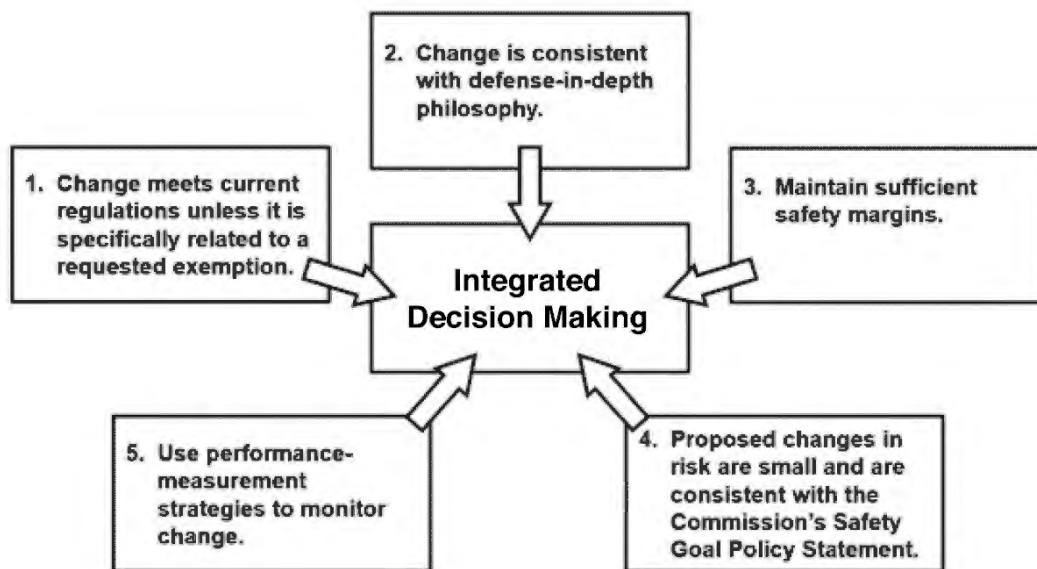 1. Change meets current
regulations unless it is
specifically related to a
requested exemption.
2. Change is consistent
with defense-in-depth
philosophy.
3. Maintain sufficient
safety margins.
Integrated
Decision Making
4. Proposed changes in
risk are small and are
consistent with the
Commission's Safety
Goal Policy Statement.
5. Use performance-
measurement
strategies to monitor
change.